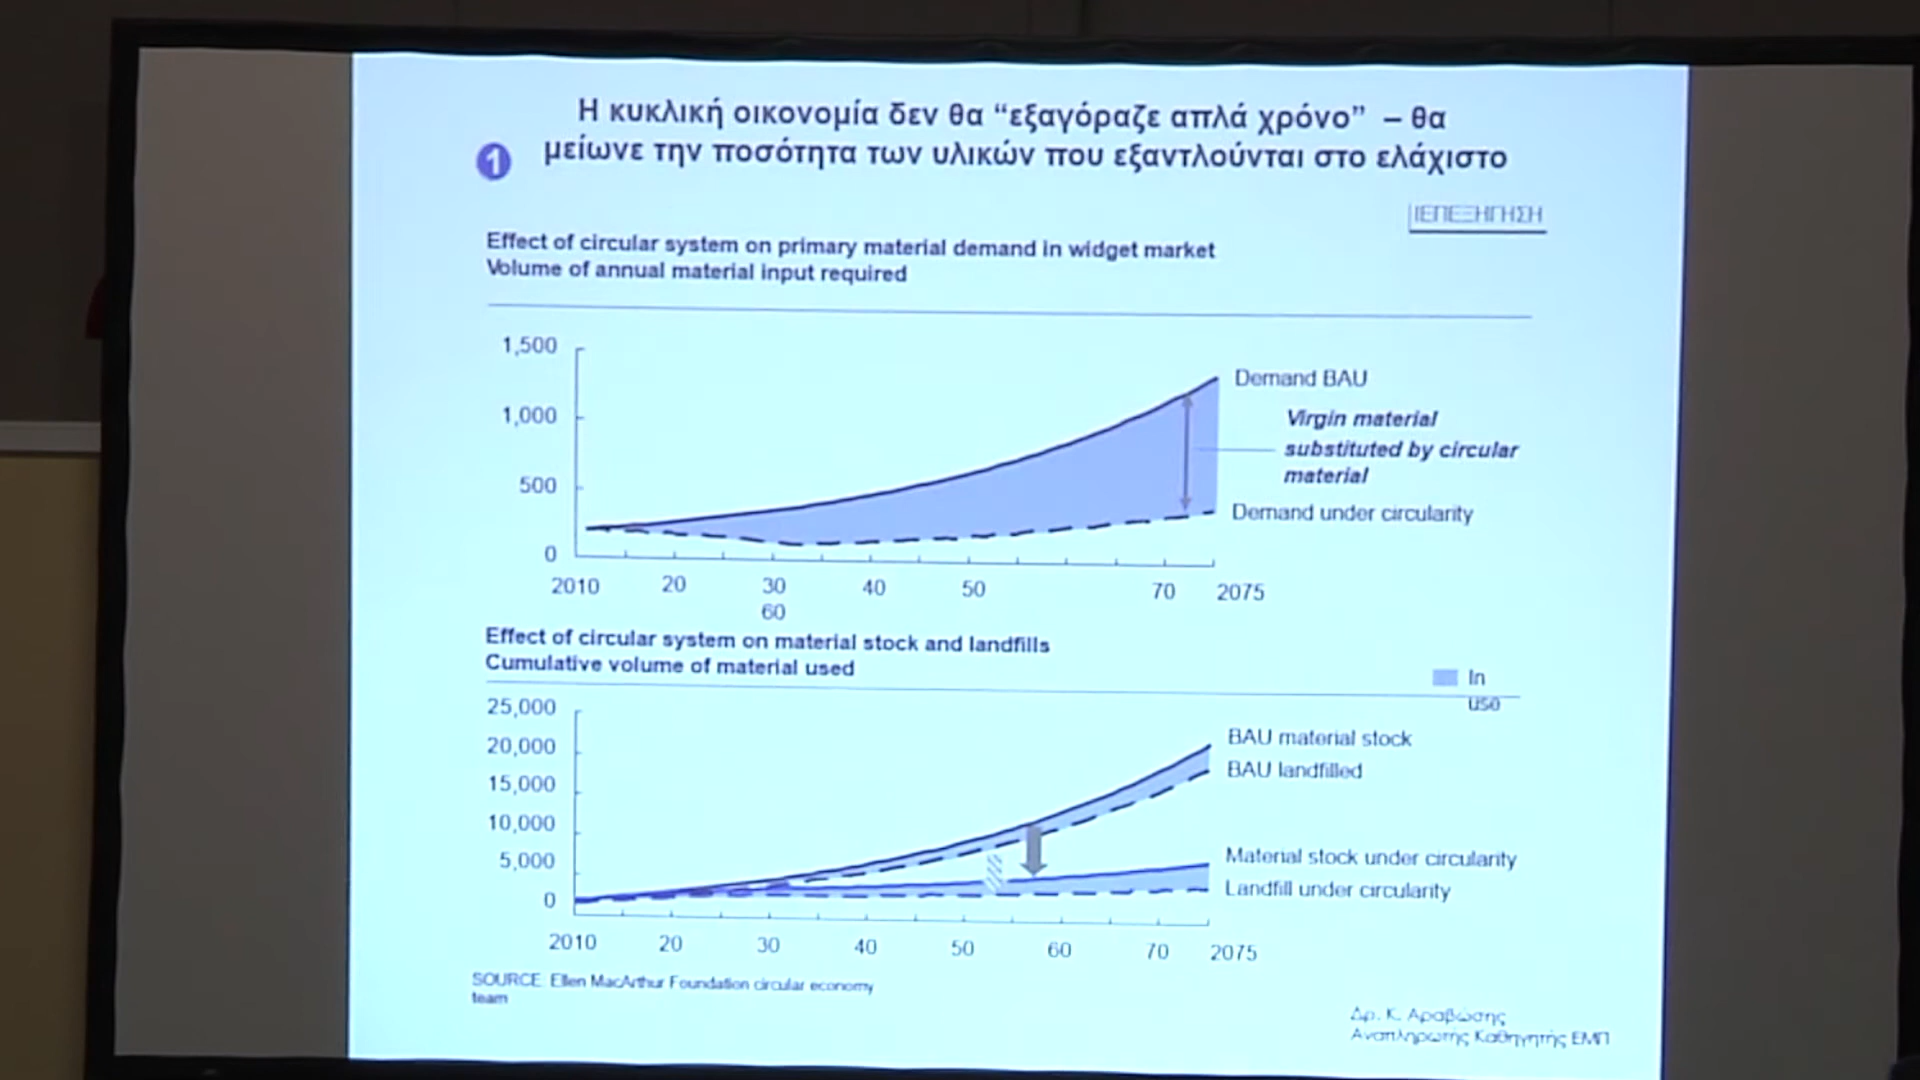 Η κυκλική οικονομία δεν θα “εξαγόραζε απλά χρόνο” – θα
1 μείωνε την ποσότητα των υλικών που εξαντλούνται στο ελάχιστο
ΙΕΠΕΞΗΓΗΣΗ
Effect of circular system on primary material demand in widget market
Volume of annual material input required
1,500
1,000
500
0
Demand BAU
Virgin material
substituted by circular
material
Demand under circularity
2010 20 30 40 50 70 2075
60
Effect of circular system on material stock and landfills
Cumulative volume of material used
In
use
25,000
20,000
15,000
10,000
5,000
0
BAU material stock
BAU landfilled
Material stock under circularity
Landfill under circularity
2010 20 30 40 50 60 70 2075
SOURCE: Ellen MacArthur Foundation circular economy
team
Δρ. Κ. Αραβώσης
Αναπληρωτής Καθηγητής ΕΜΠ